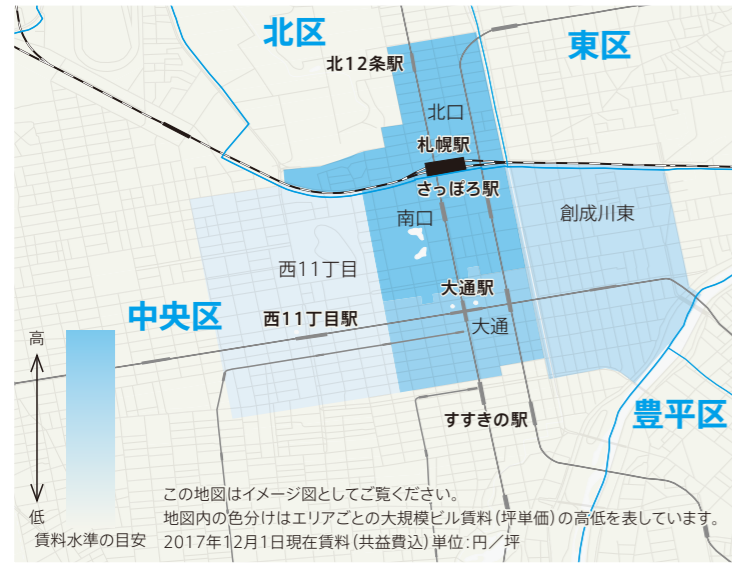 北区
東区
北12条駅
北口
札幌駅
さっぽろ駅
南口
創成川東
西11丁目
大通駅
中央区
西11丁目駅
大通
高
豊平区
すすきの駅
この地図はイメージ図としてご覧ください。
低
地図内の色分けはエリアごとの大規模ビル賃料（坪単価）の高低を表しています。
賃料水準の目安
2017年12月1日現在賃料（共益費込）単位：円／坪